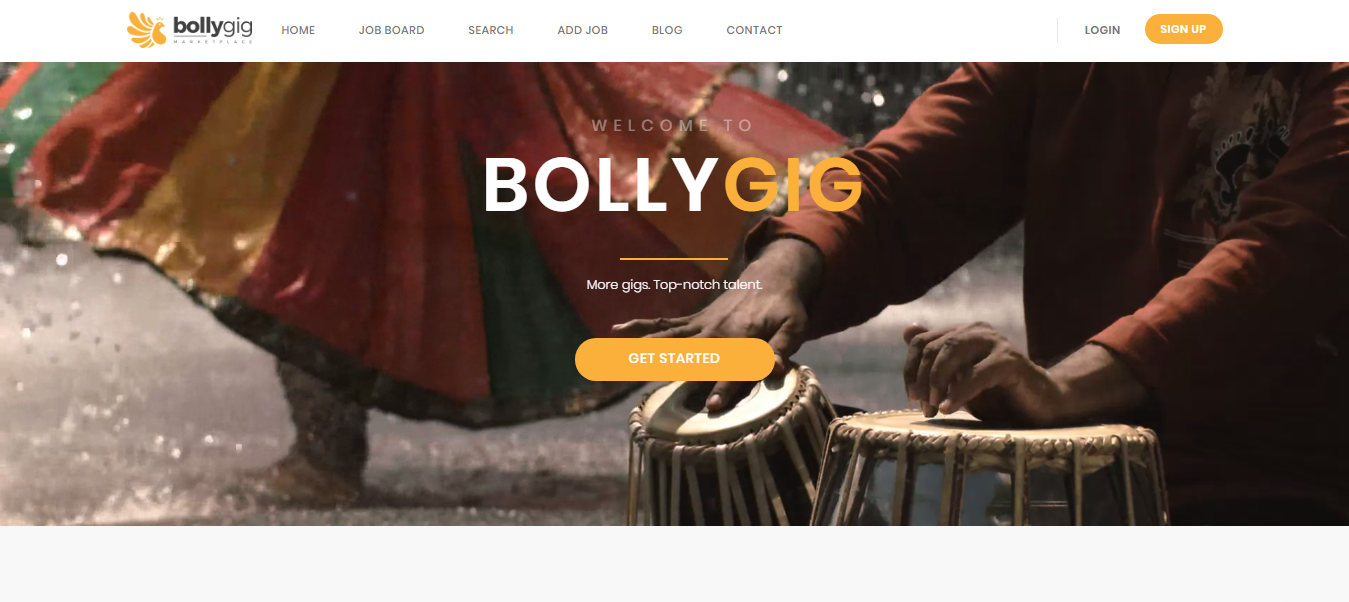 bollygig
MARKETPLACE
HOME
JOB BOARD
SEARCH
ADD JOB
BLOG
CONTACT
LOGIN
SIGN UP
WELCOME TO
BOLLYGIG
More gigs. Top-notch talent.
GET STARTED